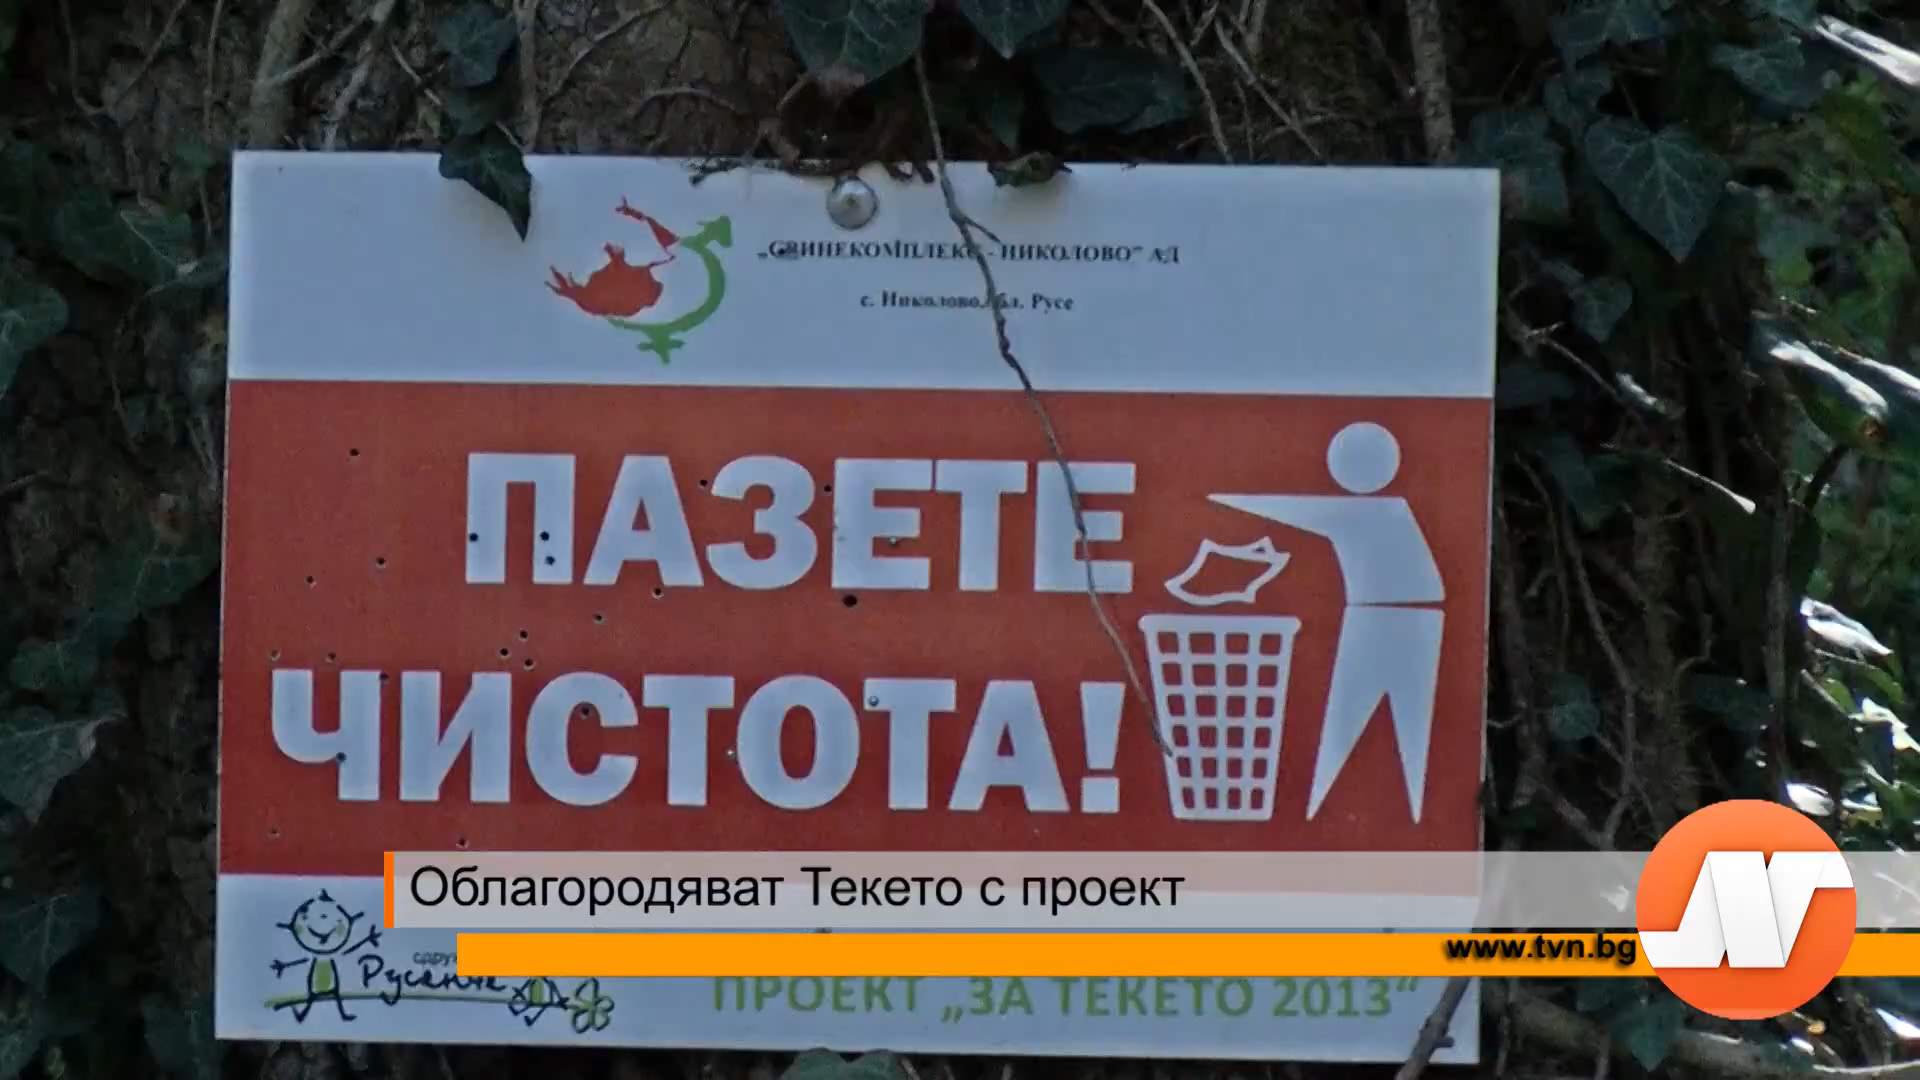 „СВИНЕКОМПЛЕКС - НИКОЛОВО" АД
с. Николово, обл. Русе
ПАЗЕТЕ
ЧИСТОТА!
Облагородяват Текето с проект
www.tvn.bg
Русенче
ПРОЕКТ „ЗА ТЕКЕТО 2013“